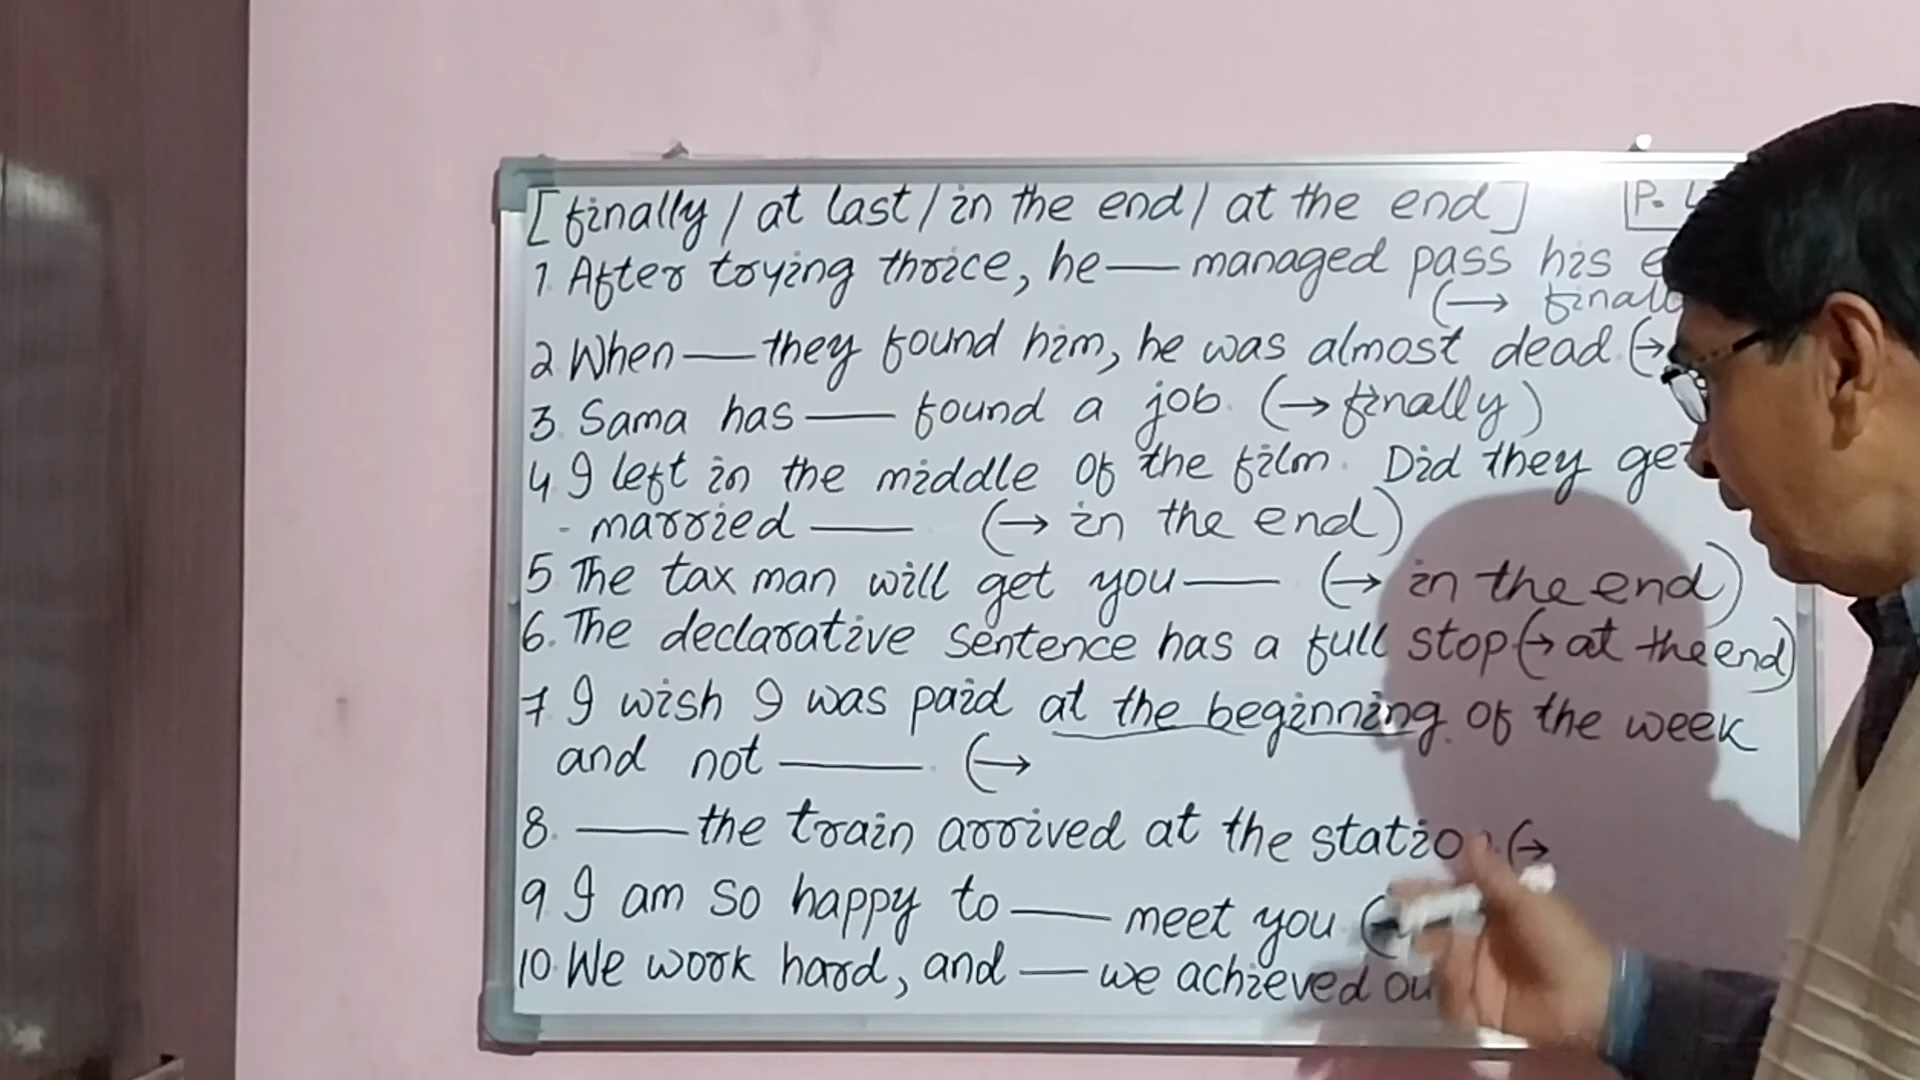 [finally / at last / in the end / at the end] P.
1. After trying thrice, he — managed pass his
(→
2. When — they found him, he was almost dead. (→
3. Sama has — found a job. (→ finally)
4. I left in the middle of the film. Did they get
- married — (→ in the end)
5. The tax man will get you — (→ in the end)
6. The declarative sentence has a full stop (→ at the end)
7. I wish I was paid at the beginning of the week
and not — . (→
8. — the train arrived at the station. (→
9. I am so happy to — meet you (→
10. We work hard, and — we achieved